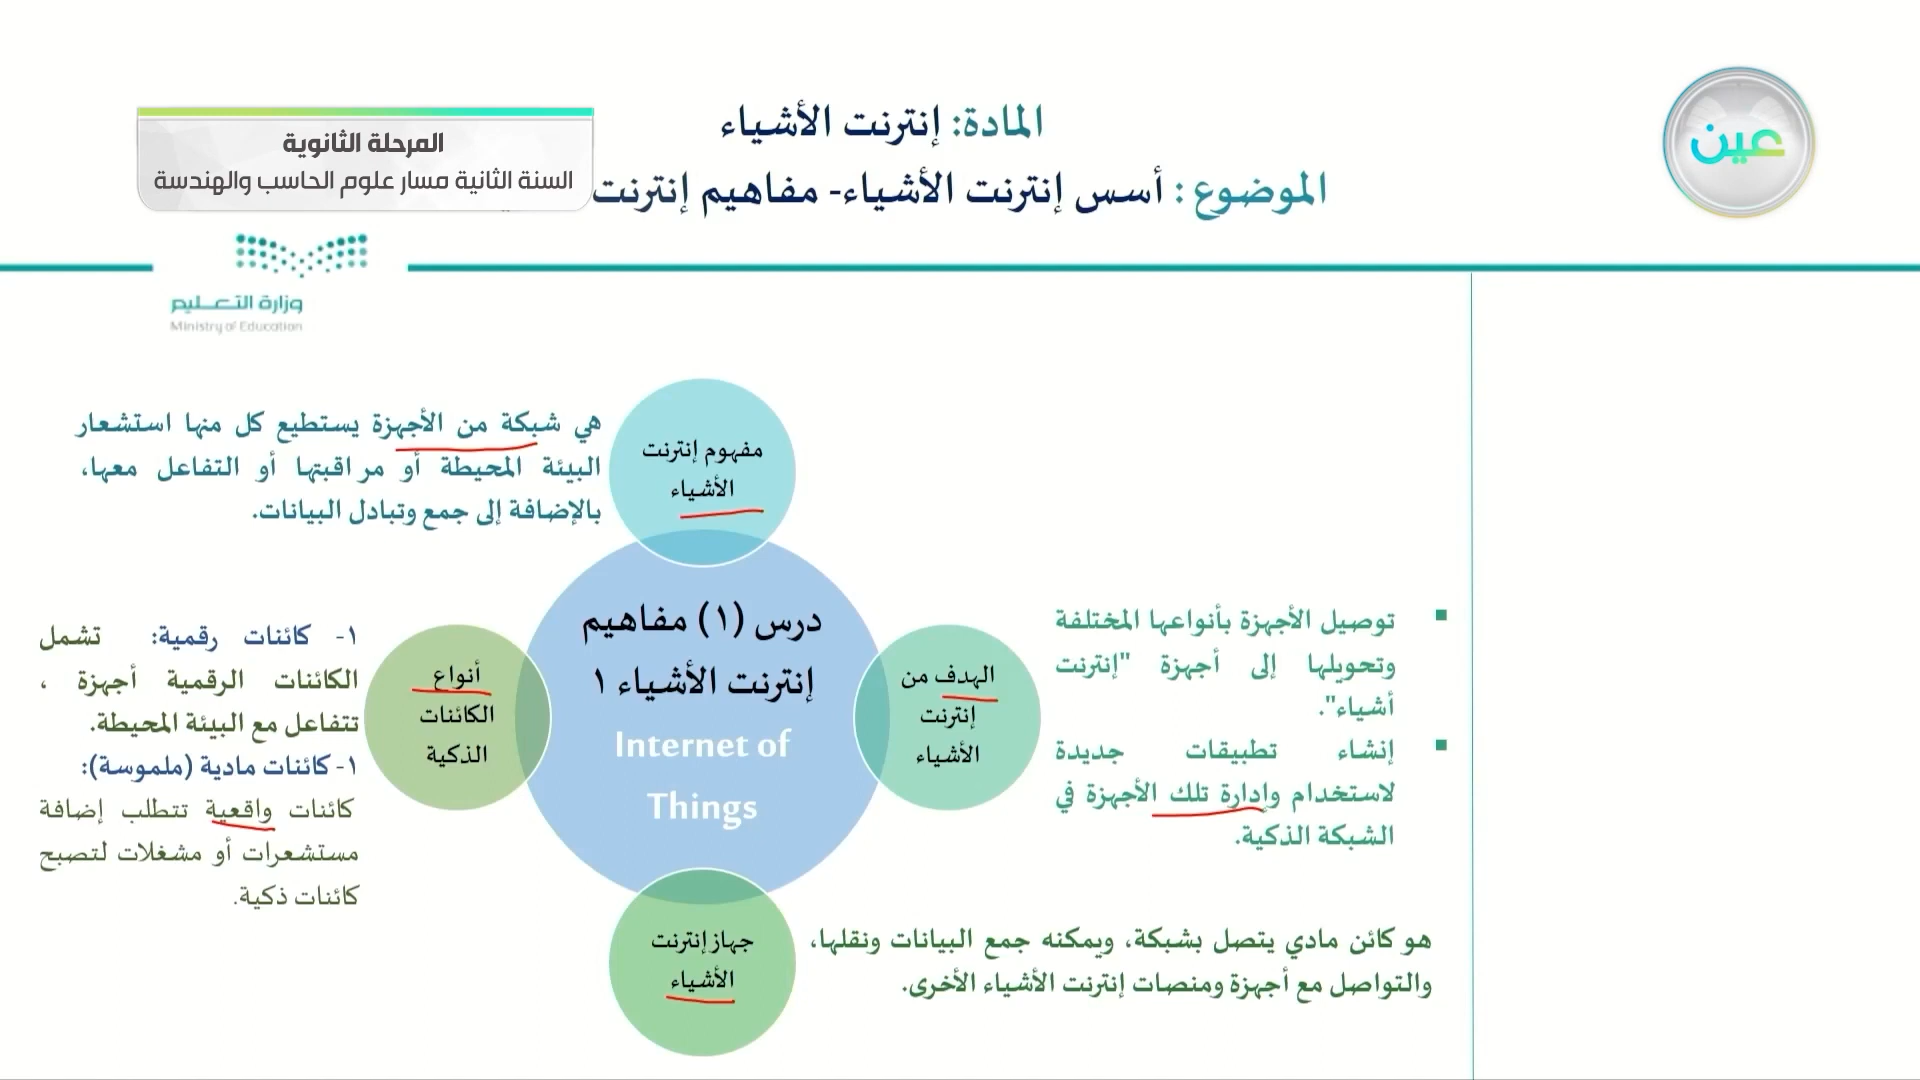 عين
المادة: إنترنت الأشياء
الموضوع : أسس إنترنت الأشياء- مفاهيم إنترنت
المرحلة الثانوية
السنة الثانية مسار علوم الحاسب والهندسة
وزارة التعليم
Ministry of Education
مفهوم إنترنت
الأشياء
هي شبكة من الأجهزة يستطيع كل منها استشعار
البيئة المحيطة أو مراقبتها أو التفاعل معها،
بالإضافة إلى جمع وتبادل البيانات.
درس (١) مفاهيم
إنترنت الأشياء ١
Internet of
Things
الهدف من
إنترنت
الأشياء
▪ توصيل الأجهزة بأنواعها المختلفة
وتحويلها إلى أجهزة "إنترنت
أشياء".
▪ إنشاء تطبيقات جديدة
لاستخدام وإدارة تلك الأجهزة في
الشبكة الذكية.
أنواع
الكائنات
الذكية
١- كائنات رقمية: تشمل
الكائنات الرقمية أجهزة ،
تتفاعل مع البيئة المحيطة.
١- كائنات مادية (ملموسة):
كائنات واقعية تتطلب إضافة
مستشعرات أو مشغلات لتصبح
كائنات ذكية.
جهاز إنترنت
الأشياء
هو كائن مادي يتصل بشبكة، ويمكنه جمع البيانات ونقلها،
والتواصل مع أجهزة ومنصات إنترنت الأشياء الأخرى.